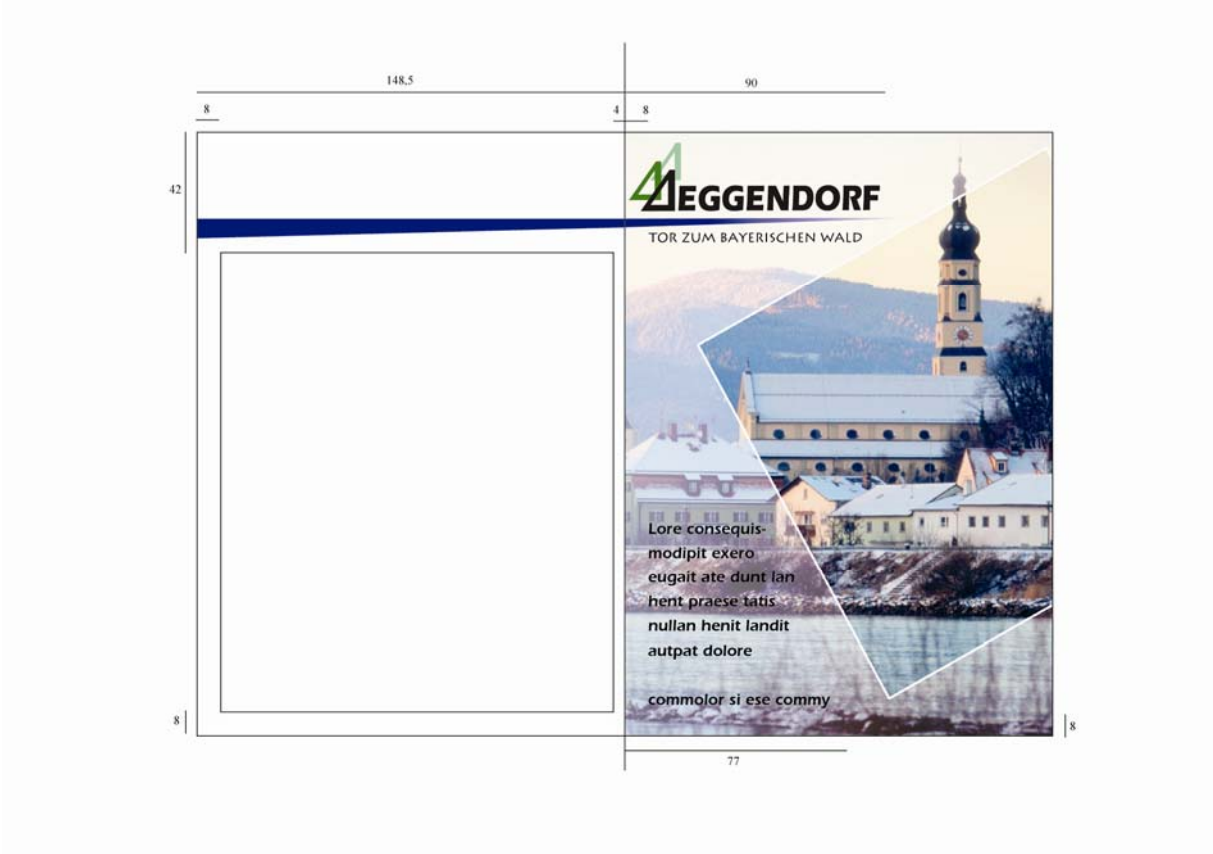 148,5
90
8
4
8
42
EGGENDORF
TOR ZUM BAYERISCHEN WALD
Lore consequis-
modipit exero
eugait ate dunt lan
hent praese tatis
nullan henit landit
autpat dolore
commolor si ese commy
8
8
77